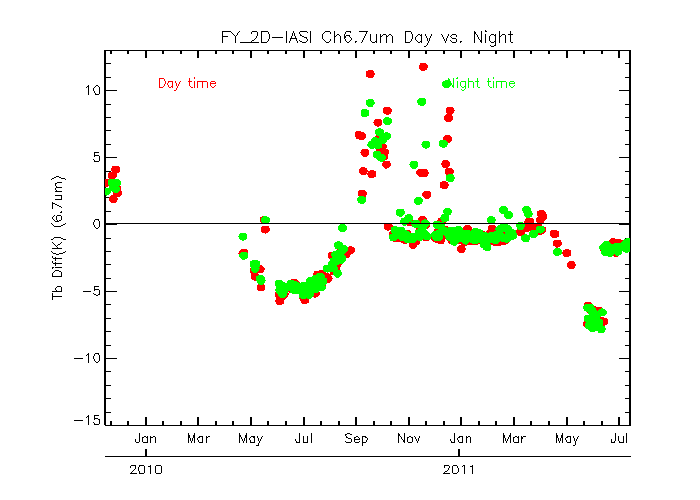 FY_2D-IASI Ch6.7um Day vs. Night
Day time
Night time
Tb Diff(K) (6.7um)
10
5
0
-5
-10
-15
Jan Mar May Jul Sep Nov Jan Mar May Jul
2010 2011